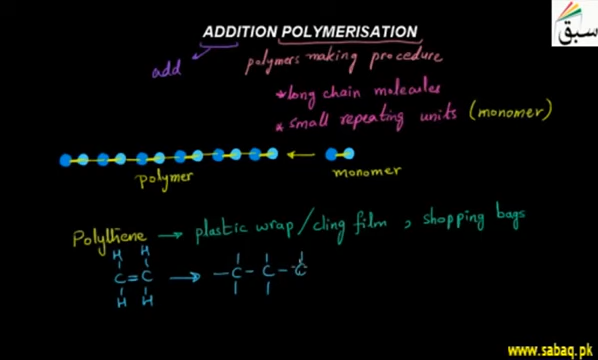 ADDITION POLYMERISATION
سبق
add
polymers making procedure
* long chain molecules
* small repeating units (monomer)
polymer
monomer
Polythene → plastic wrap/cling film, shopping bags
H H
C=C → -C-C-C
H H
www.sabaq.pk